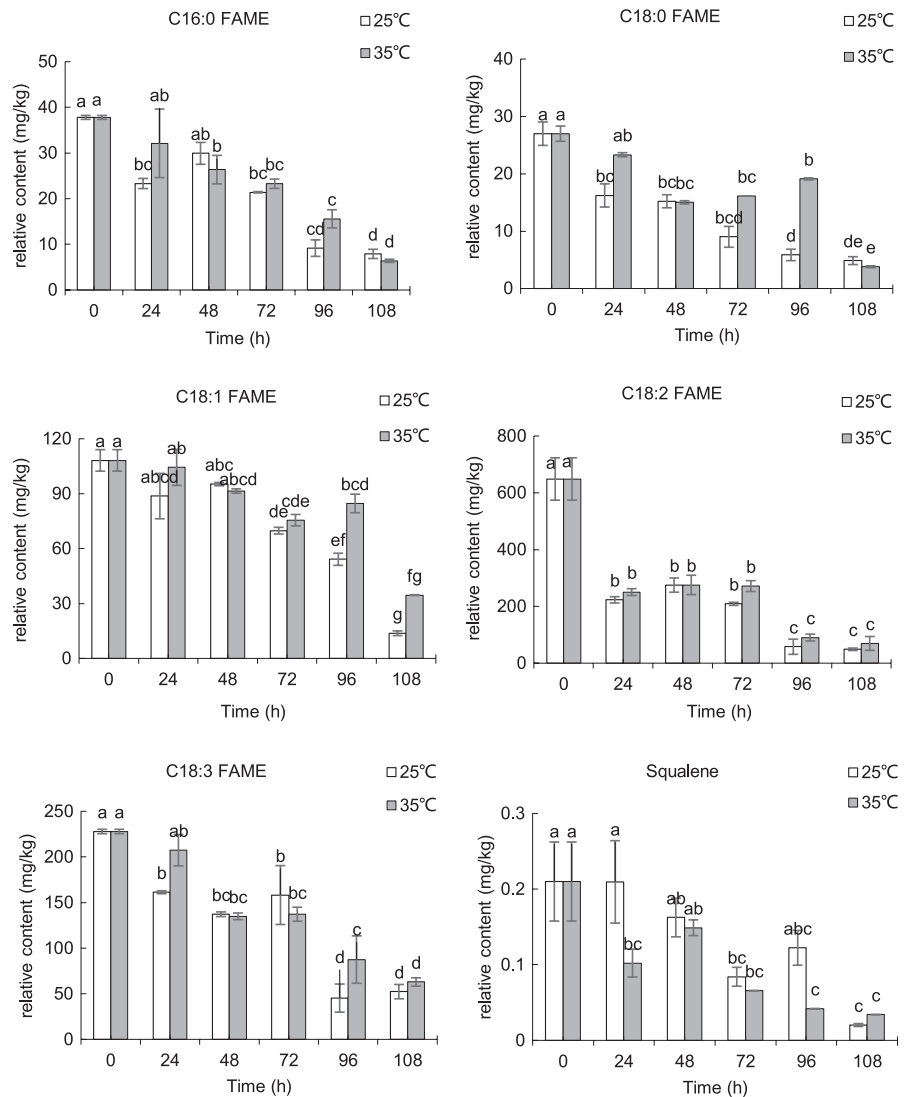 C16:0 FAME
25℃
35℃
relative content (mg/kg)
50
40
30
20
10
0
a a
bc ab
ab b
bc bc
cd c
d d
0 24 48 72 96 108
Time (h)
C18:0 FAME
25℃
35℃
relative content (mg/kg)
40
30
20
10
0
a a
bc ab
bc bc
bcd bc
d b
de e
0 24 48 72 96 108
Time (h)
C18:1 FAME
25℃
35℃
relative content (mg/kg)
120
90
60
30
0
a a
abcd ab
abc abcd
de cde
ef bcd
g fg
0 24 48 72 96 108
Time (h)
C18:2 FAME
25℃
35℃
relative content (mg/kg)
800
600
400
200
0
a a
b b
b b
b b
c c
c c
0 24 48 72 96 108
Time (h)
C18:3 FAME
25℃
35℃
relative content (mg/kg)
250
200
150
100
50
0
a a
b ab
bc bc
b bc
d c
d d
0 24 48 72 96 108
Time (h)
Squalene
25℃
35℃
relative content (mg/kg)
0.3
0.2
0.1
0
a a
a bc
ab ab
bc bc
abc c
c c
0 24 48 72 96 108
Time (h)